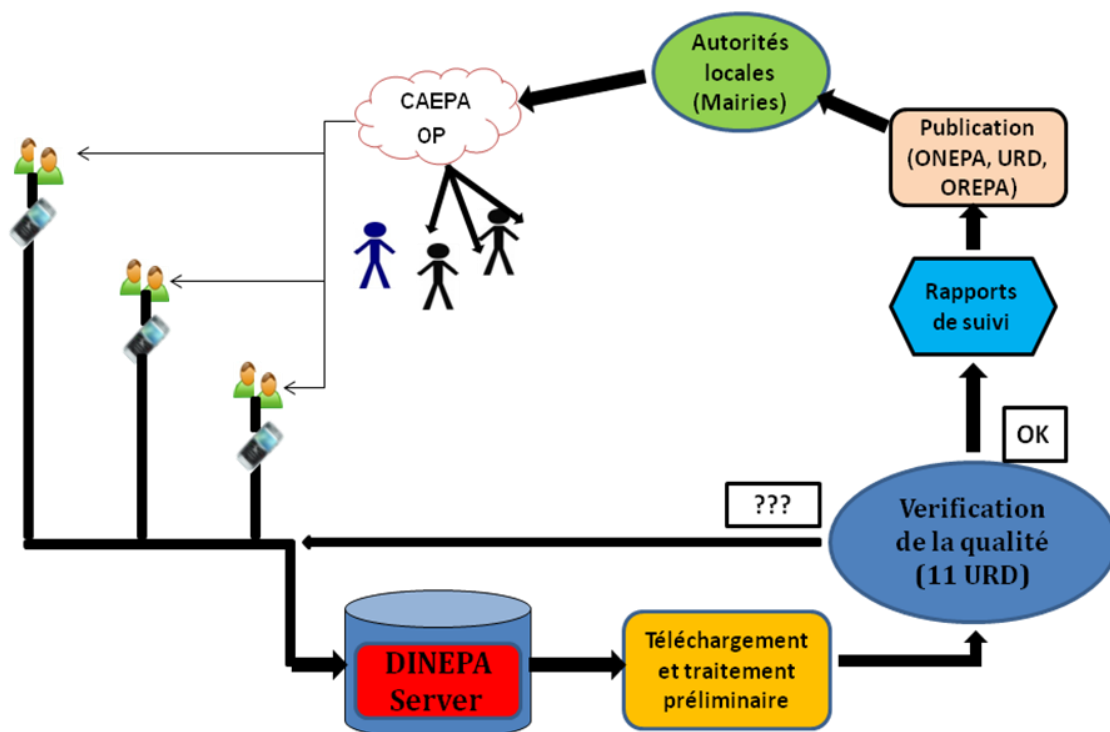 Autorités
locales
(Mairies)
CAEPA
OP
Publication
(ONEPA, URD,
OREPA)
Rapports
de suivi
OK
???
Verification
de la qualité
(11 URD)
DINEPA
Server
Téléchargement
et traitement
préliminaire